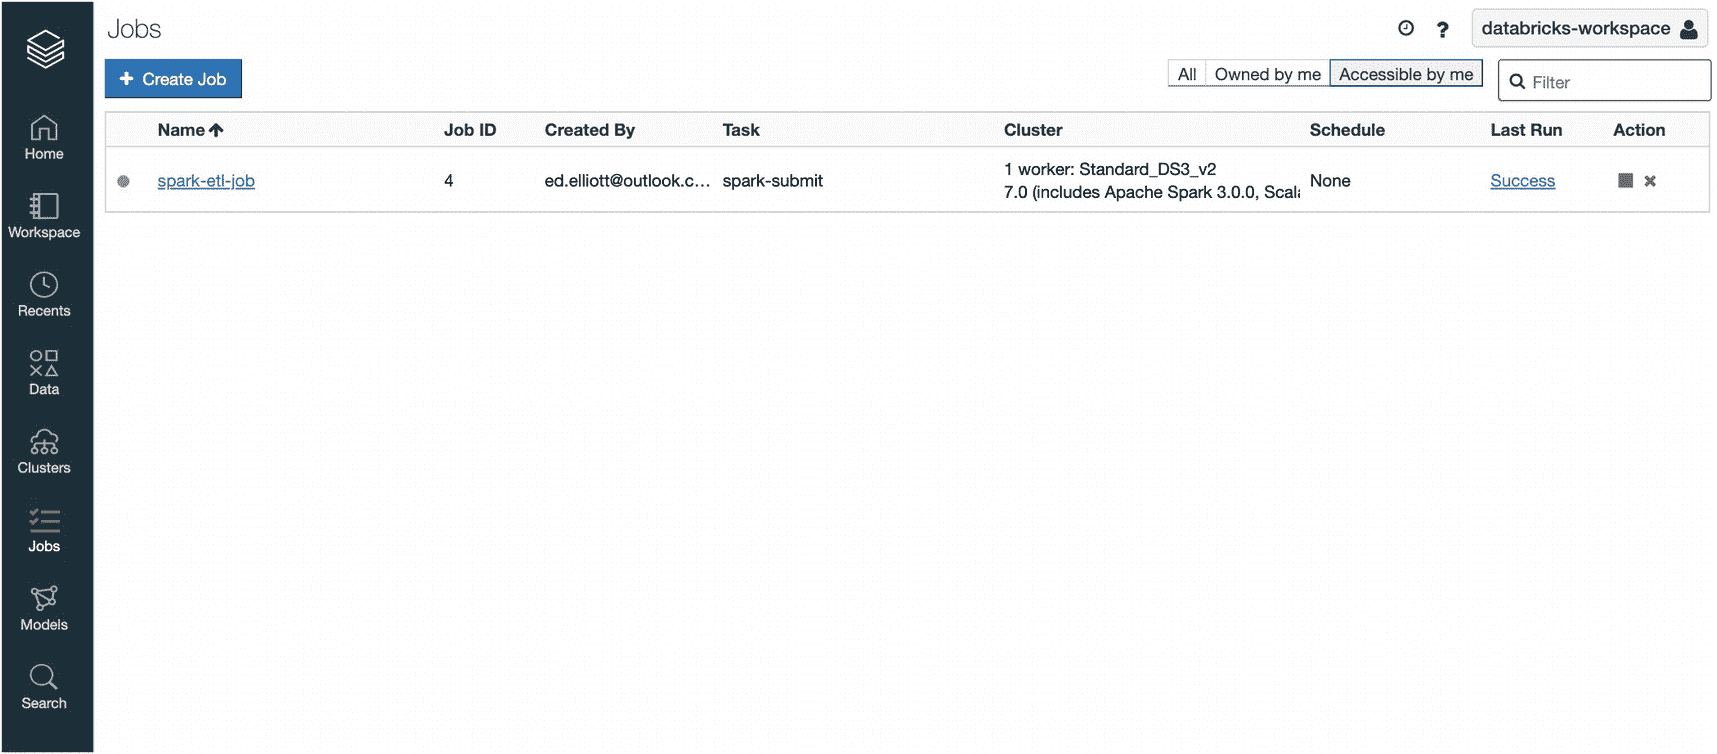 Jobs
databricks-workspace
Create Job
All
Owned by me
Accessible by me
Filter
Name
Job ID
Created By
Task
Cluster
Schedule
Last Run
Action
spark-etl-job
4
ed.elliott@outlook.c...
spark-submit
1 worker: Standard_DS3_v2
7.0 (includes Apache Spark 3.0.0, Scala
None
Success
Home
Workspace
Recents
Data
Clusters
Jobs
Models
Search